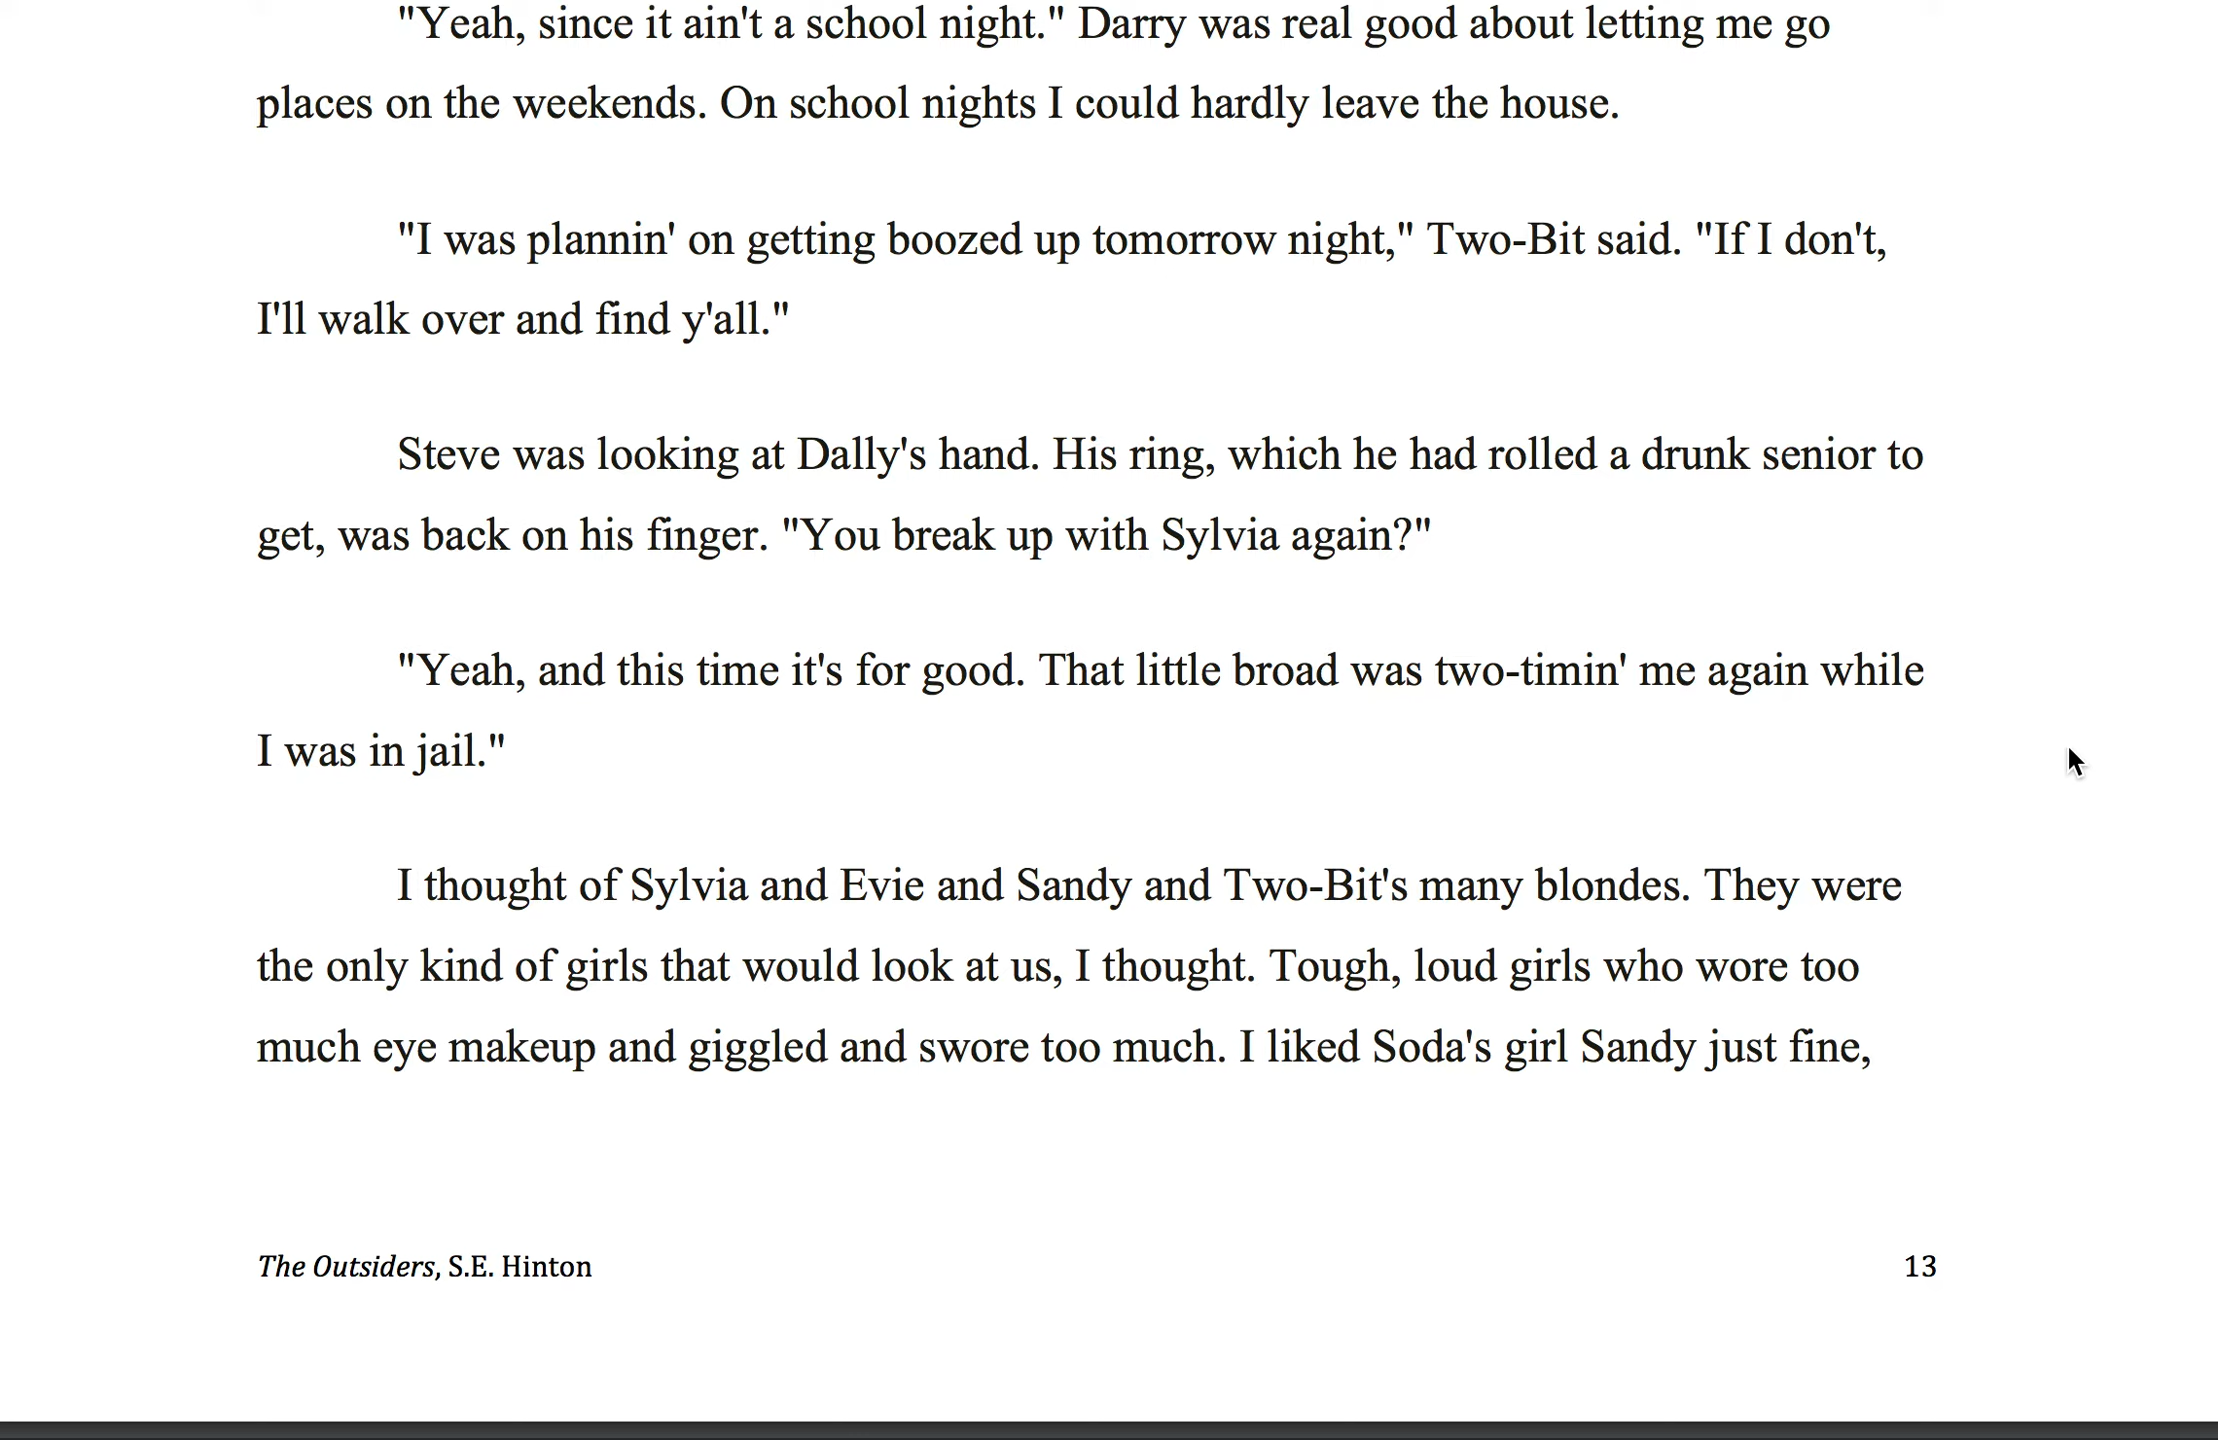 "Yeah, since it ain't a school night." Darry was real good about letting me go
places on the weekends. On school nights I could hardly leave the house.
"I was plannin' on getting boozed up tomorrow night," Two-Bit said. "If I don't,
I'll walk over and find y'all."
Steve was looking at Dally's hand. His ring, which he had rolled a drunk senior to
get, was back on his finger. "You break up with Sylvia again?"
"Yeah, and this time it's for good. That little broad was two-timin' me again while
I was in jail."
I thought of Sylvia and Evie and Sandy and Two-Bit's many blondes. They were
the only kind of girls that would look at us, I thought. Tough, loud girls who wore too
much eye makeup and giggled and swore too much. I liked Soda's girl Sandy just fine,
The Outsiders, S.E. Hinton 13